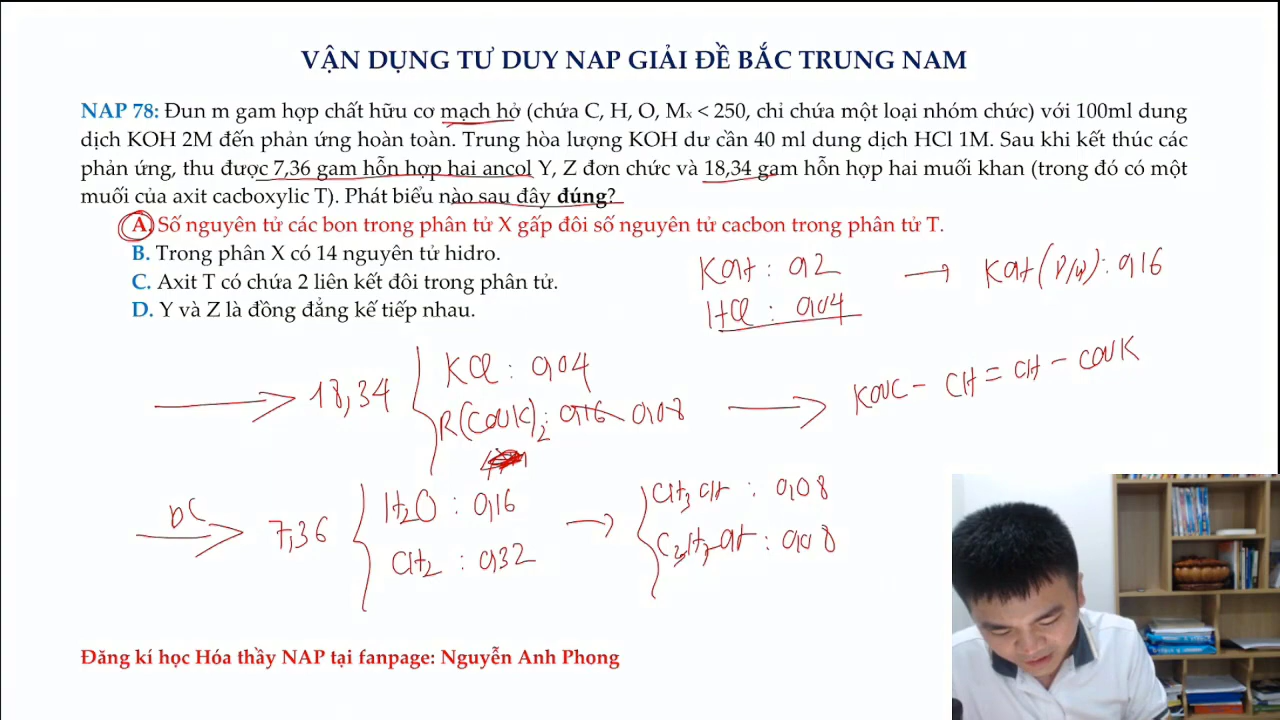 VẬN DỤNG TƯ DUY NAP GIẢI ĐỀ BẮC TRUNG NAM
NAP 78: Đun m gam hợp chất hữu cơ mạch hở (chứa C, H, O, Mₓ < 250, chỉ chứa một loại nhóm chức) với 100ml dung
dịch KOH 2M đến phản ứng hoàn toàn. Trung hòa lượng KOH dư cần 40 ml dung dịch HCl 1M. Sau khi kết thúc các
phản ứng, thu được 7,36 gam hỗn hợp hai ancol Y, Z đơn chức và 18,34 gam hỗn hợp hai muối khan (trong đó có một
muối của axit cacboxylic T). Phát biểu nào sau đây đúng?
A. Số nguyên tử các bon trong phân tử X gấp đôi số nguyên tử cacbon trong phân tử T.
B. Trong phân X có 14 nguyên tử hidro.
C. Axit T có chứa 2 liên kết đôi trong phân tử.
D. Y và Z là đồng đẳng kế tiếp nhau.
KOH : 0,2 → KOH (P/ư) : 0,16
HCl : 0,04
→ 18,34 { KCl : 0,04
R(COOK)₂ : 0,16 0,08 → KOOC – CH = CH – COOK
ĐC → 7,36 { H₂O : 0,16
CH₂ : 0,32
→ { CH₃OH : 0,08
C₃H₇OH : 0,08
Đăng kí học Hóa thầy NAP tại fanpage: Nguyễn Anh Phong